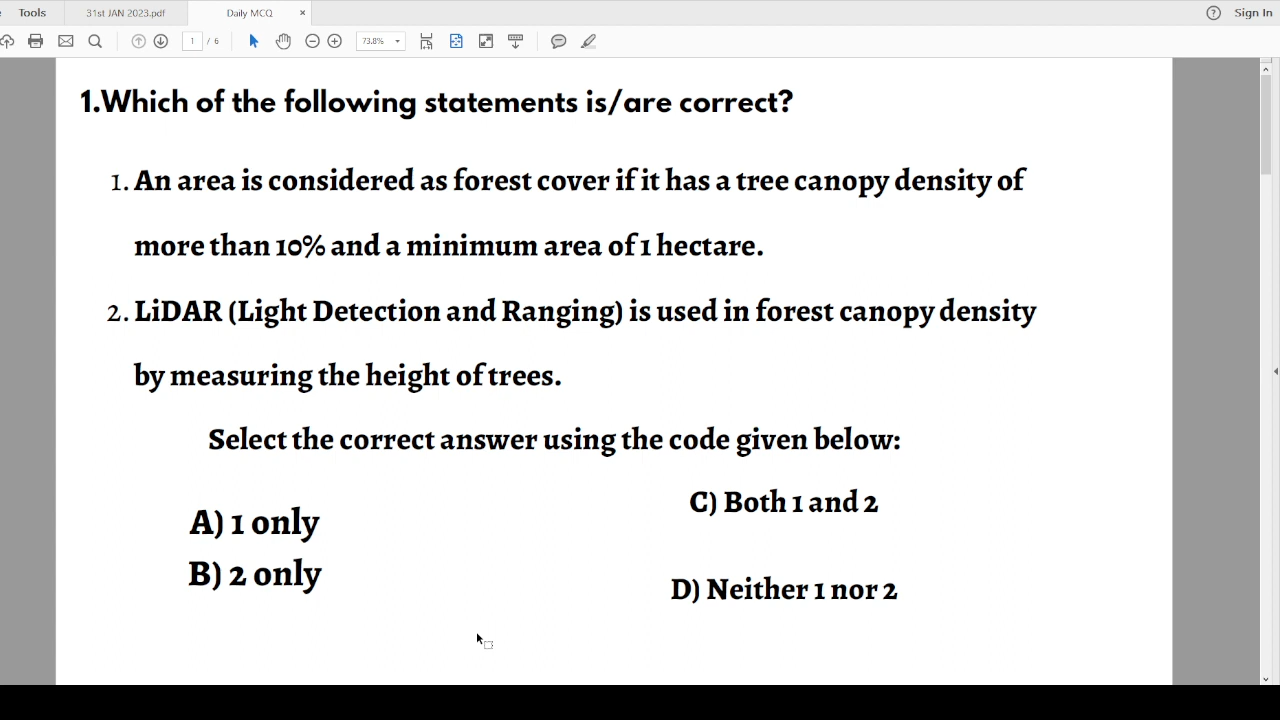 Tools
31st JAN 2023.pdf
Daily MCQ
Sign In
1 / 6
73.8%
1.Which of the following statements is/are correct?
1. An area is considered as forest cover if it has a tree canopy density of
more than 10% and a minimum area of 1 hectare.
2. LiDAR (Light Detection and Ranging) is used in forest canopy density
by measuring the height of trees.
Select the correct answer using the code given below:
A) 1 only
B) 2 only
C) Both 1 and 2
D) Neither 1 nor 2